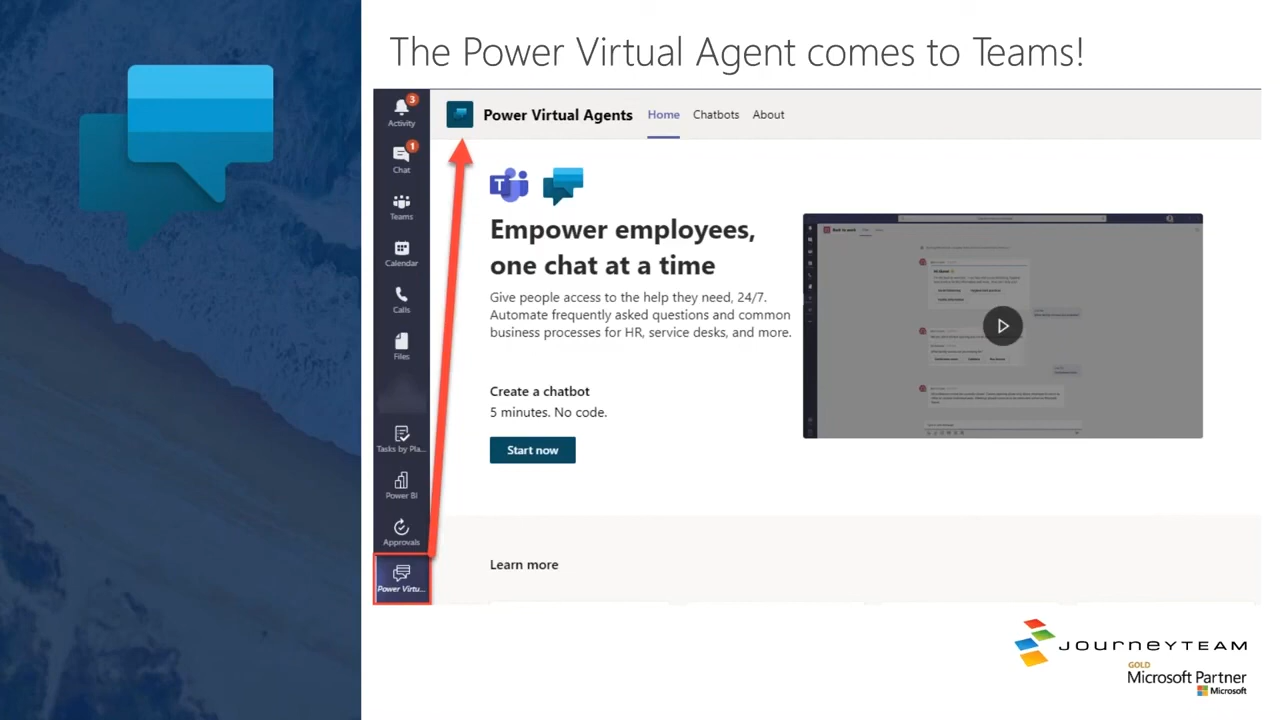 The Power Virtual Agent comes to Teams!
3
Activity
1
Chat
Teams
Calendar
Calls
Files
Tasks by Pla...
Power BI
Approvals
Power Virtu...
Power Virtual Agents Home Chatbots About
T
Empower employees,
one chat at a time
Give people access to the help they need, 24/7.
Automate frequently asked questions and common
business processes for HR, service desks, and more.
Create a chatbot
5 minutes. No code.
Start now
Learn more
JOURNEYTEAM
GOLD
Microsoft Partner
Microsoft